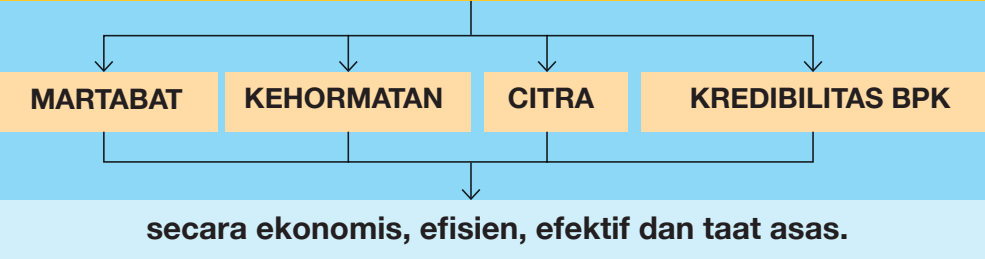 MARTABAT
KEHORMATAN
CITRA
KREDIBILITAS BPK
secara ekonomis, efisien, efektif dan taat asas.